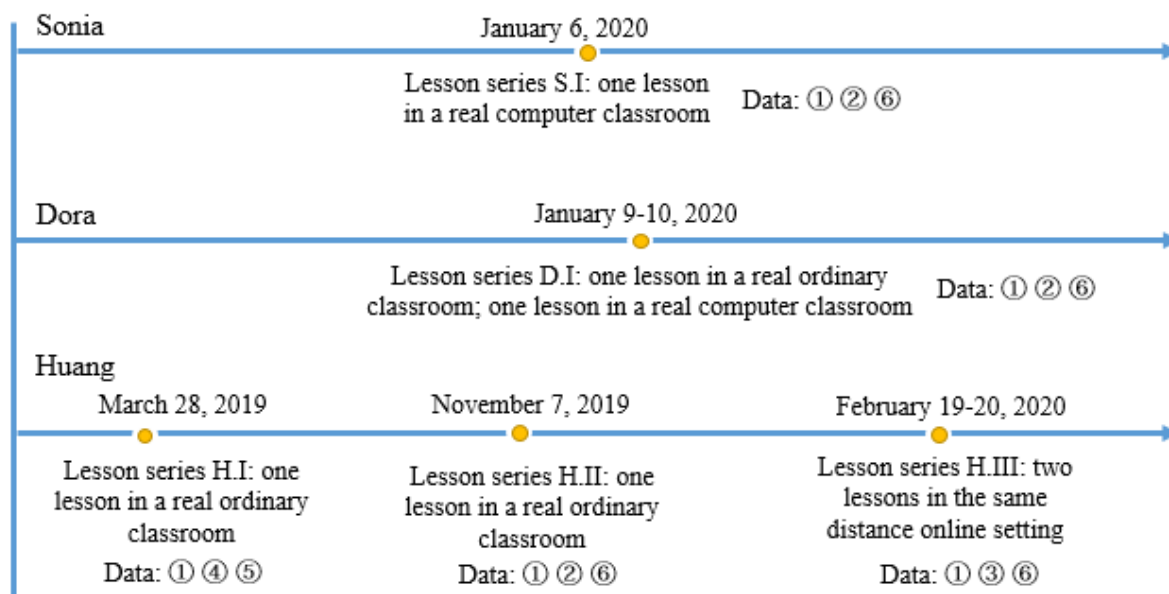 Sonia
January 6, 2020
Lesson series S.I: one lesson
in a real computer classroom
Data: ① ② ⑥
Dora
January 9-10, 2020
Lesson series D.I: one lesson in a real ordinary
classroom; one lesson in a real computer classroom
Data: ① ② ⑥
Huang
March 28, 2019
Lesson series H.I: one
lesson in a real ordinary
classroom
Data: ① ④ ⑤
November 7, 2019
Lesson series H.II: one
lesson in a real ordinary
classroom
Data: ① ② ⑥
February 19-20, 2020
Lesson series H.III: two
lessons in the same
distance online setting
Data: ① ③ ⑥